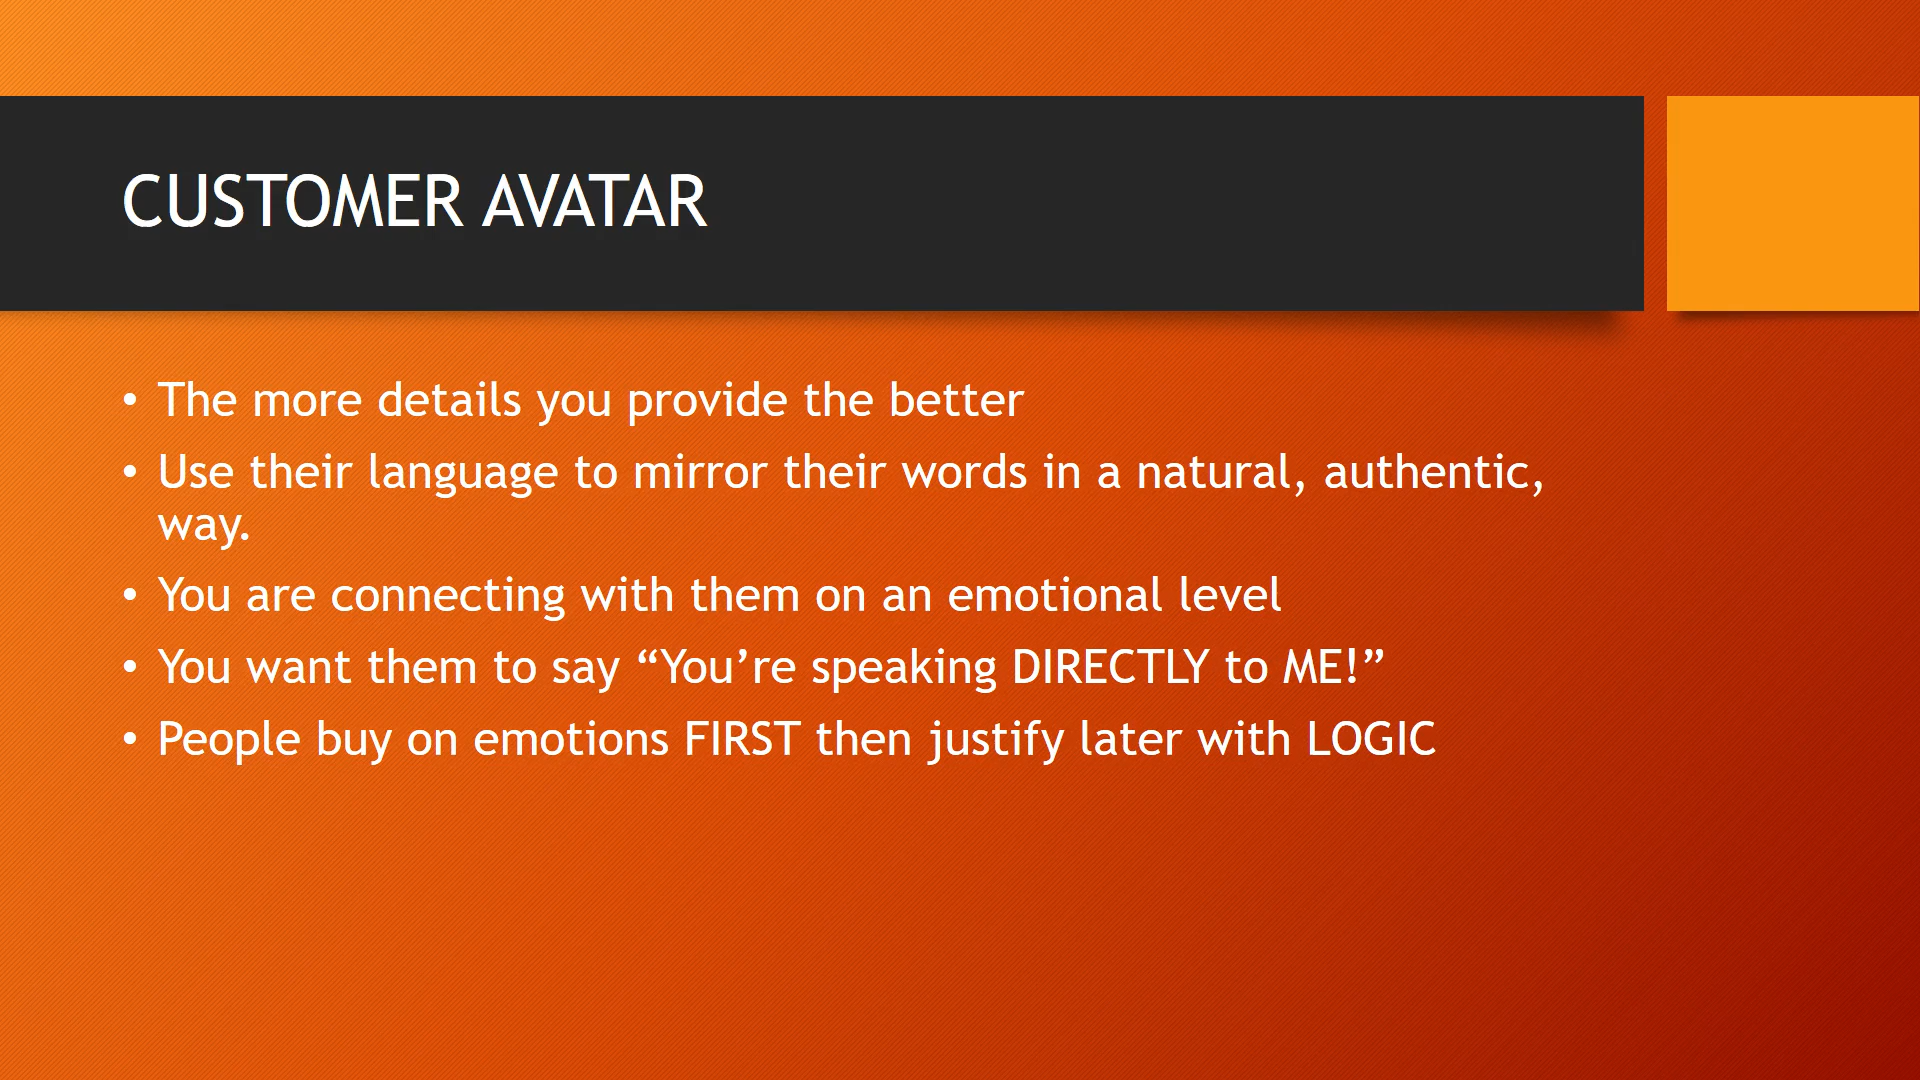 CUSTOMER AVATAR
• The more details you provide the better
• Use their language to mirror their words in a natural, authentic,
way.
• You are connecting with them on an emotional level
• You want them to say “You’re speaking DIRECTLY to ME!”
• People buy on emotions FIRST then justify later with LOGIC